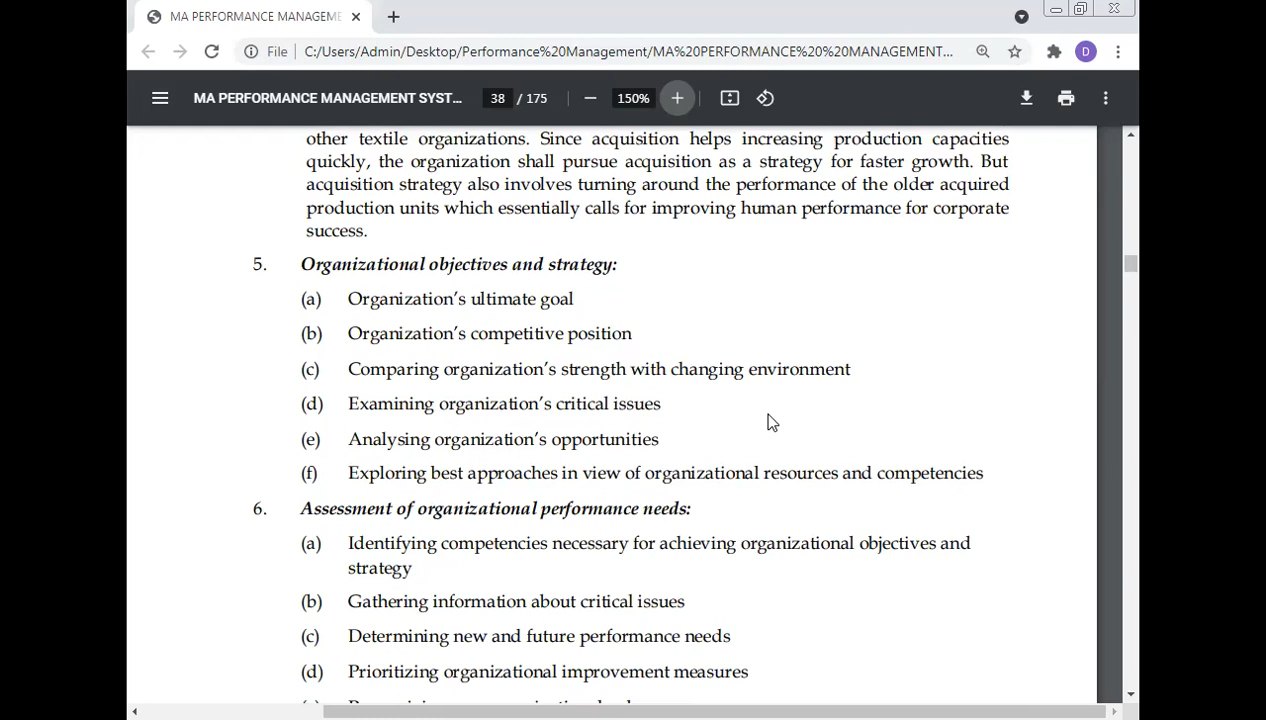 MA PERFORMANCE MANAGEME
File C:/Users/Admin/Desktop/Performance%20Management/MA%20PERFORMANCE%20%20MANAGEMENT... D
MA PERFORMANCE MANAGEMENT SYST... 38 / 175 150%
other textile organizations. Since acquisition helps increasing production capacities
quickly, the organization shall pursue acquisition as a strategy for faster growth. But
acquisition strategy also involves turning around the performance of the older acquired
production units which essentially calls for improving human performance for corporate
success.
5. Organizational objectives and strategy:
(a) Organization's ultimate goal
(b) Organization's competitive position
(c) Comparing organization's strength with changing environment
(d) Examining organization's critical issues
(e) Analysing organization's opportunities
(f) Exploring best approaches in view of organizational resources and competencies
6. Assessment of organizational performance needs:
(a) Identifying competencies necessary for achieving organizational objectives and
strategy
(b) Gathering information about critical issues
(c) Determining new and future performance needs
(d) Prioritizing organizational improvement measures